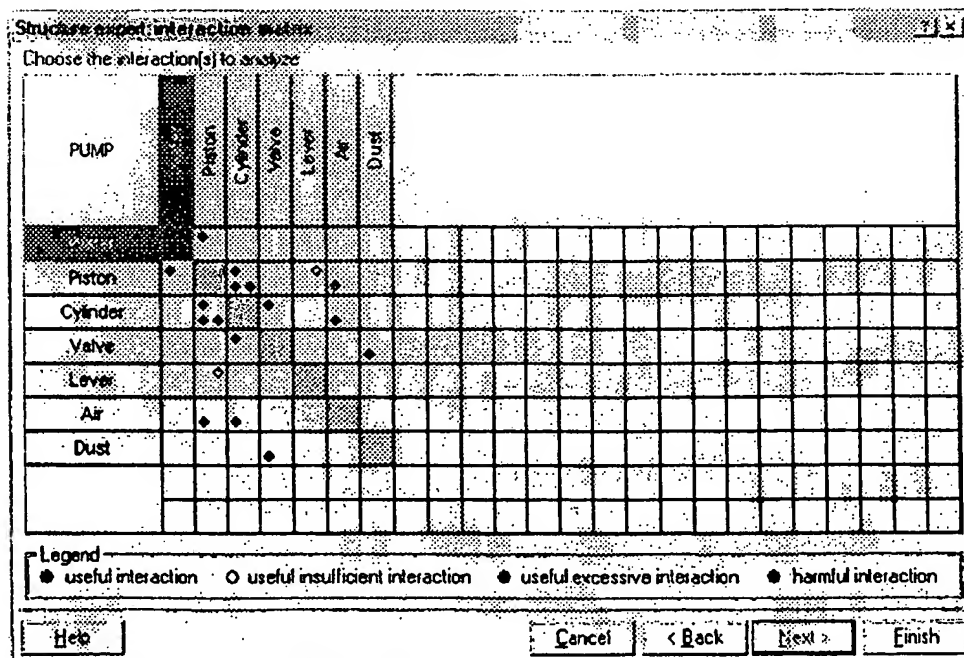 Structure expert: interaction matrix
? ×
Choose the interaction(s) to analyze
PUMP
Piston
Cylinder
Valve
Lever
Air
Dust
Piston
Cylinder
Valve
Lever
Air
Dust
Legend
useful interaction
useful insufficient interaction
useful excessive interaction
harmful interaction
Help
Cancel
< Back
Next >
Finish